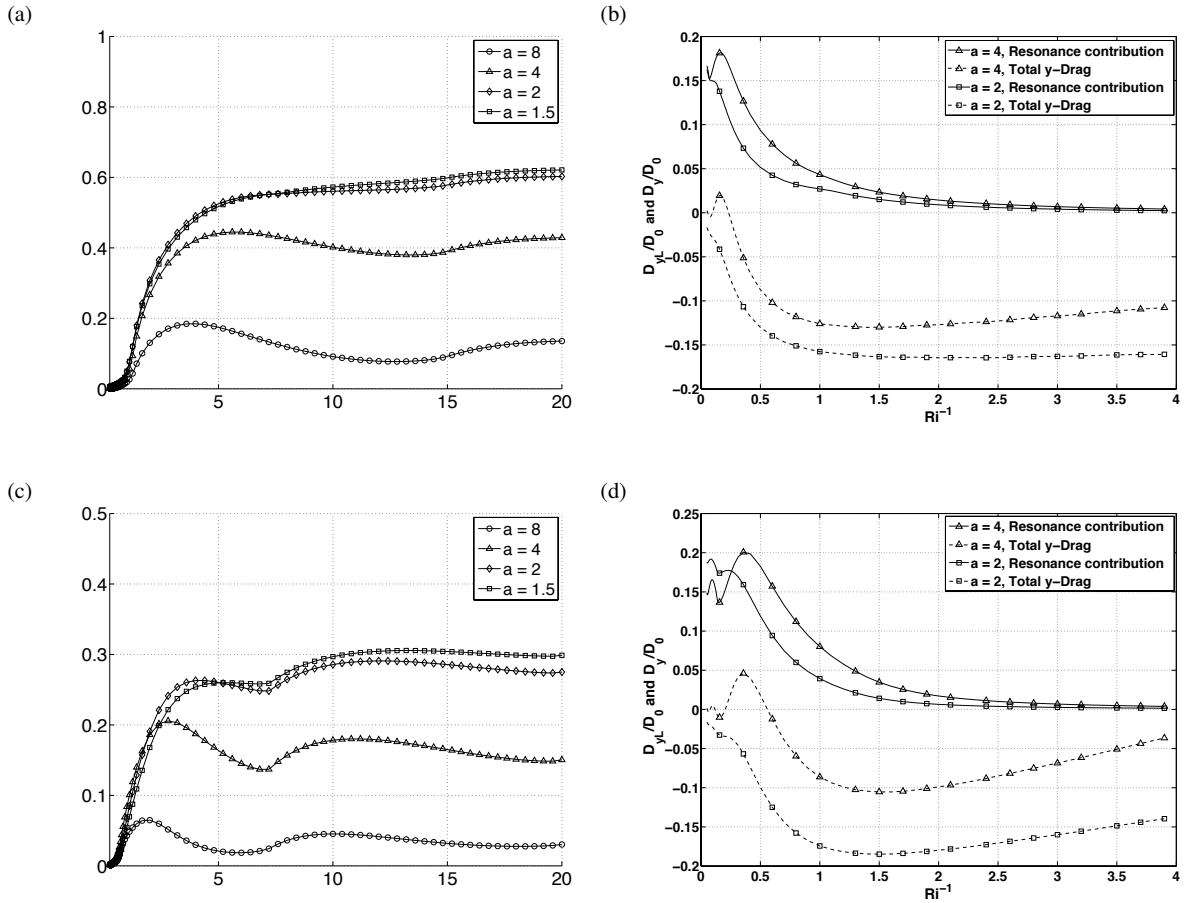 (a)
1
0.8
0.6
0.4
0.2
0
5
10
15
20
a = 8
a = 4
a = 2
a = 1.5
(b)
0.2
0.15
0.1
0.05
0
−0.05
−0.1
−0.15
−0.2
D_yL/D_0 and D_y/D_0
0
0.5
1
1.5
2
2.5
3
3.5
4
Ri^−1
a = 4, Resonance contribution
a = 4, Total y−Drag
a = 2, Resonance contribution
a = 2, Total y−Drag
(c)
0.5
0.4
0.3
0.2
0.1
0
5
10
15
20
a = 8
a = 4
a = 2
a = 1.5
(d)
0.25
0.2
0.15
0.1
0.05
0
−0.05
−0.1
−0.15
−0.2
D_yL/D_0 and D_y/D_0
0
0.5
1
1.5
2
2.5
3
3.5
4
Ri^−1
a = 4, Resonance contribution
a = 4, Total y−Drag
a = 2, Resonance contribution
a = 2, Total y−Drag